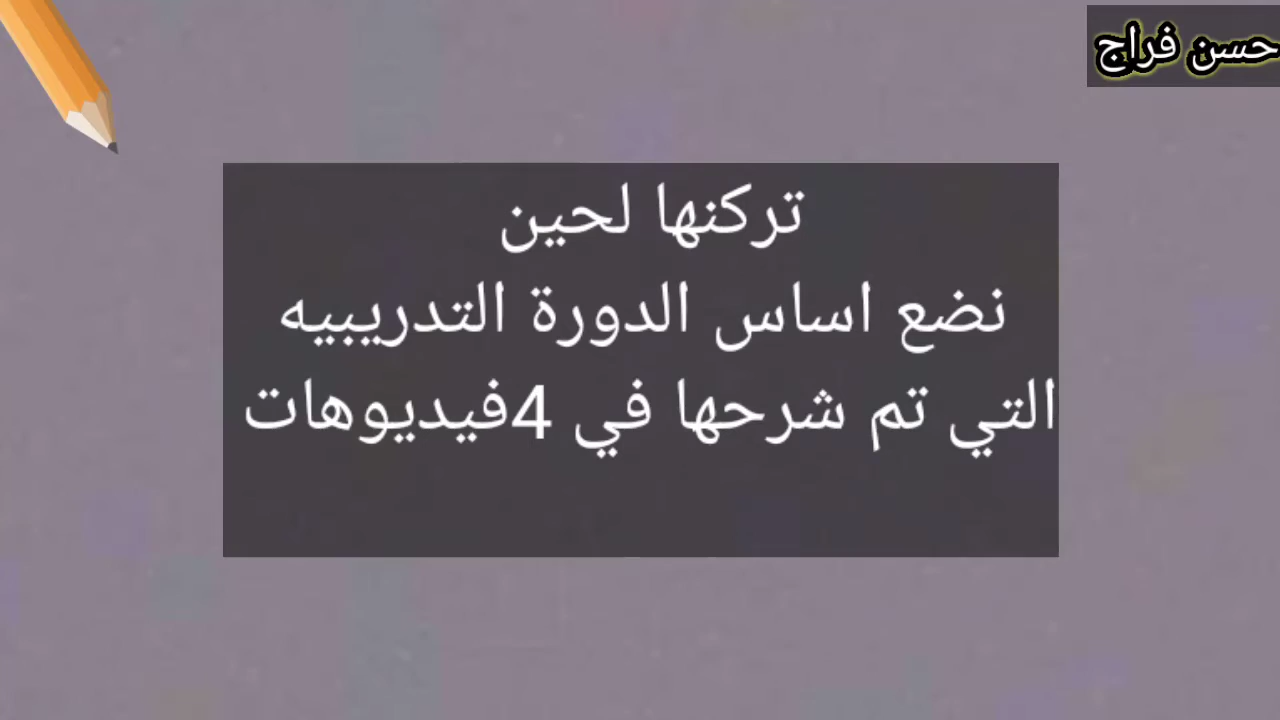 حسن فراج
تركنها لحين
نضع اساس الدورة التدريبيه
التي تم شرحها في 4فيديوهات